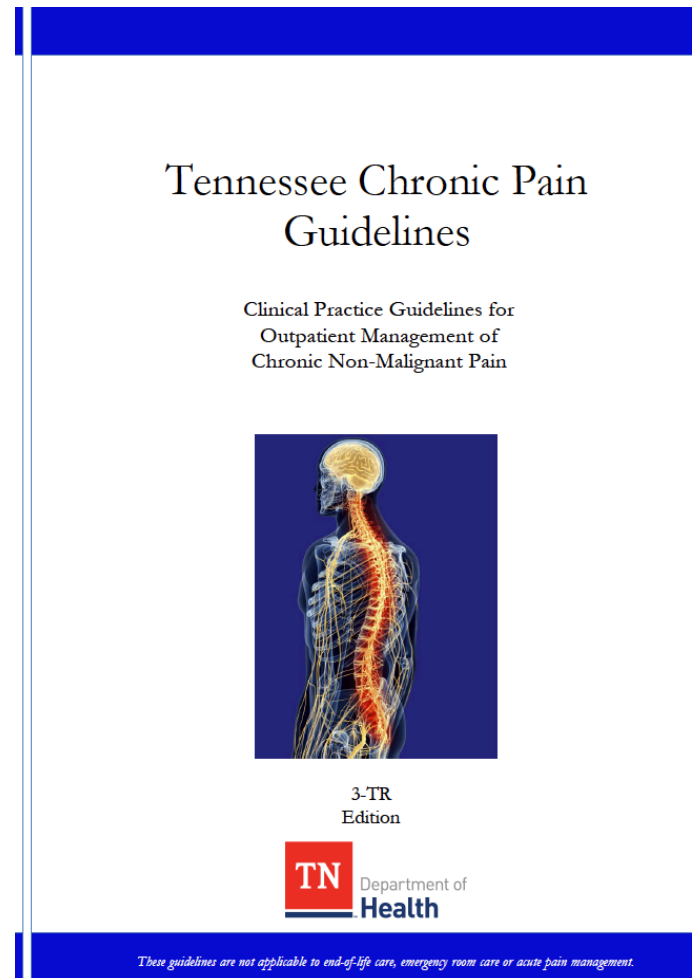 Tennessee Chronic Pain
Guidelines
Clinical Practice Guidelines for
Outpatient Management of
Chronic Non-Malignant Pain
3-TR
Edition
TN
Department of
Health
These guidelines are not applicable to end-of-life care, emergency room care or acute pain management.